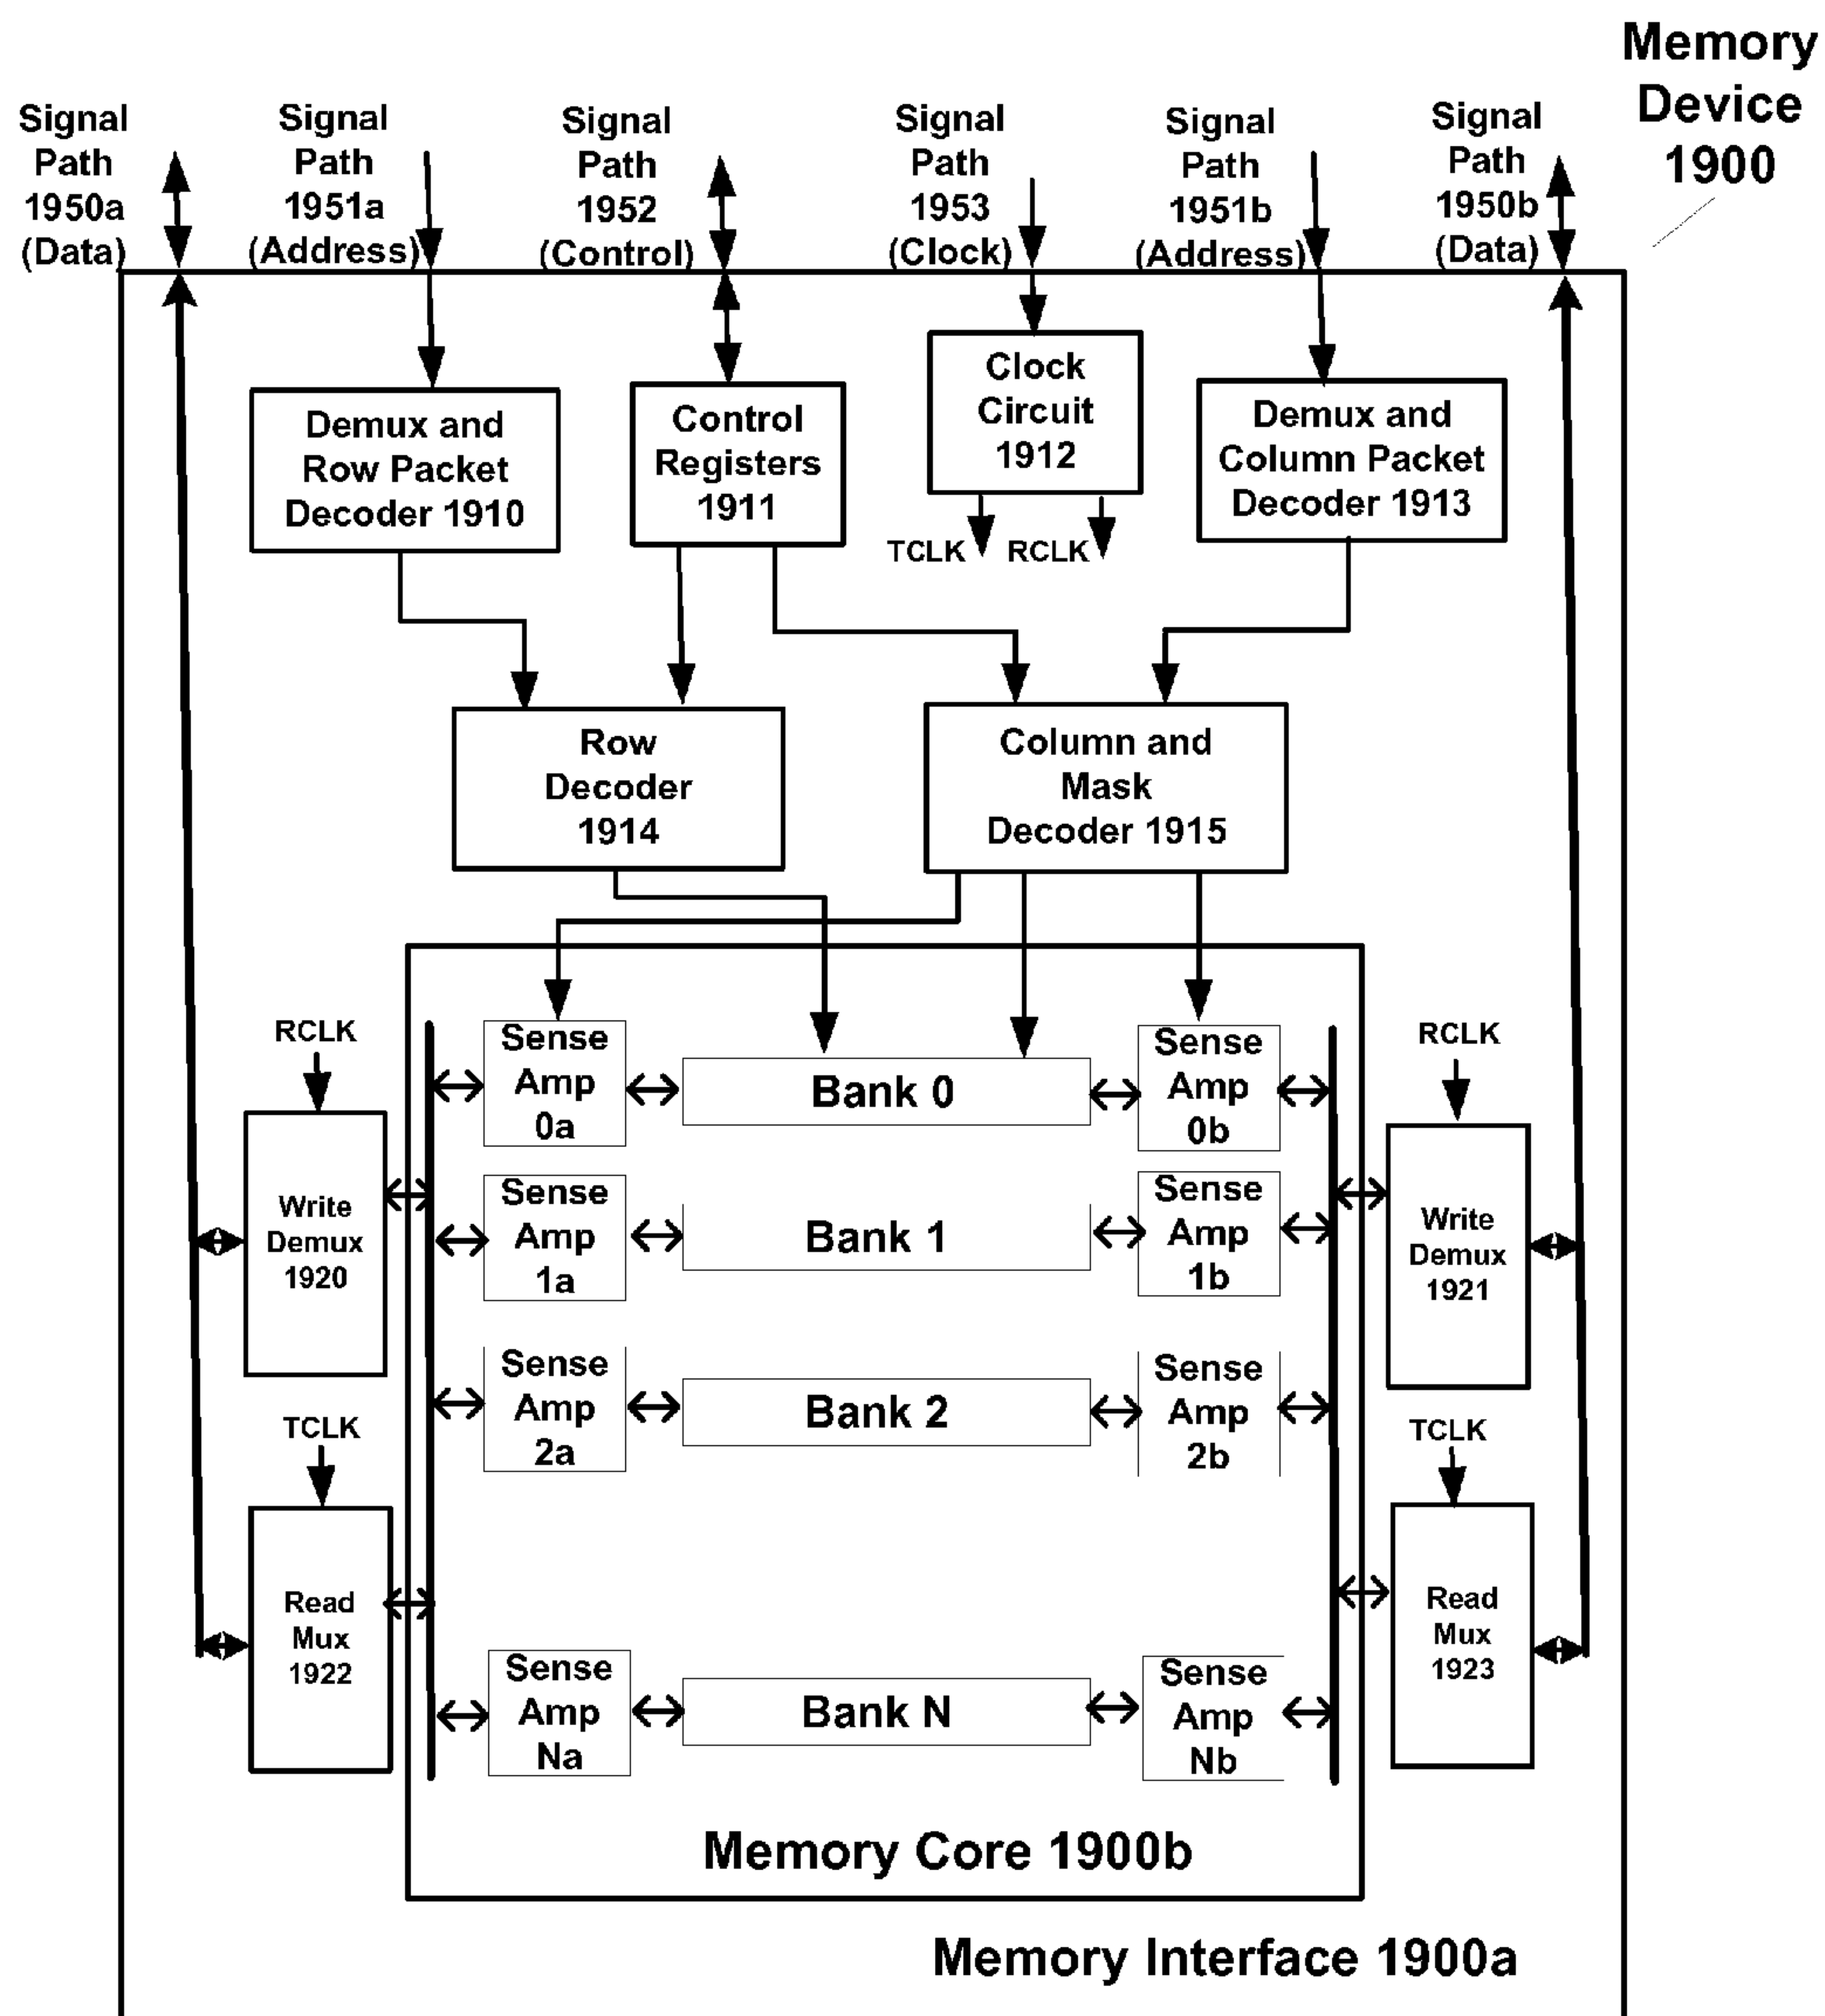 Memory
Device
1900
Signal
Path
1950a
(Data)
Signal
Path
1951a
(Address)
Signal
Path
1952
(Control)
Signal
Path
1953
(Clock)
Signal
Path
1951b
(Address)
Signal
Path
1950b
(Data)
Demux and
Row Packet
Decoder 1910
Control
Registers
1911
Clock
Circuit
1912
Demux and
Column Packet
Decoder 1913
TCLK
RCLK
Row
Decoder
1914
Column and
Mask
Decoder 1915
RCLK
Write
Demux
1920
TCLK
Read
Mux
1922
Sense
Amp
0a
Bank 0
Sense
Amp
0b
Sense
Amp
1a
Bank 1
Sense
Amp
1b
Sense
Amp
2a
Bank 2
Sense
Amp
2b
Sense
Amp
Na
Bank N
Sense
Amp
Nb
RCLK
Write
Demux
1921
TCLK
Read
Mux
1923
Memory Core 1900b
Memory Interface 1900a